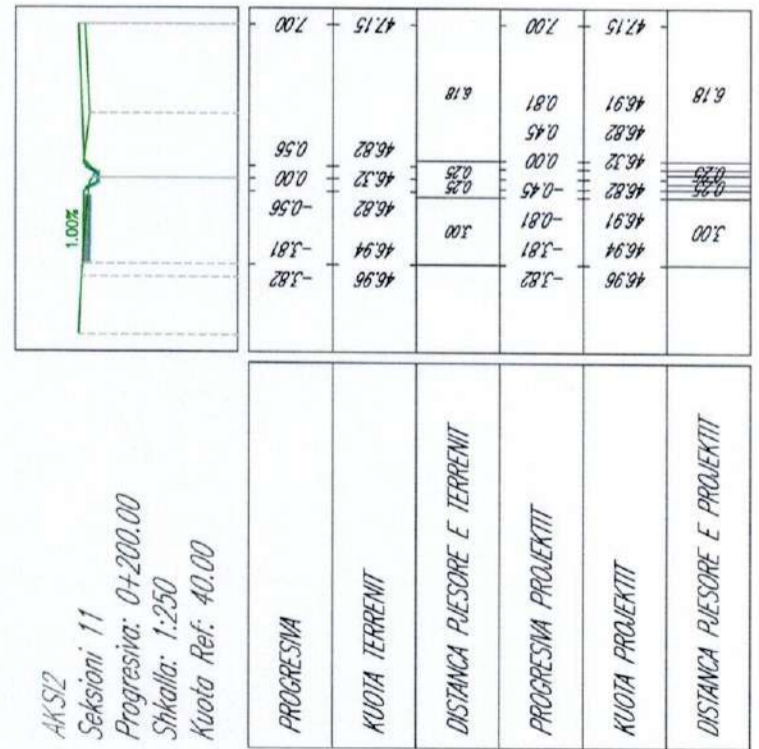 AKSI2
Seksioni 11
Progresiva: 0+200.00
Shkalla: 1:250
Kuota Ref: 40.00
1.00%
PROGRESIVA
-3.82 -3.81 -0.56 0.00 0.56 7.00
KUOTA TERRENIT
46.96 46.94 46.82 46.32 46.82 47.15
DISTANCA PJESORE E TERRENIT
3.00 0.25 0.25 6.18
PROGRESIVA PROJEKTIT
-3.82 -3.81 -0.81 -0.45 0.00 0.45 0.81 7.00
KUOTA PROJEKTIT
46.96 46.94 46.91 46.82 46.32 46.82 46.91 47.15
DISTANCA PJESORE E PROJEKTIT
3.00 0.25 0.25 6.18